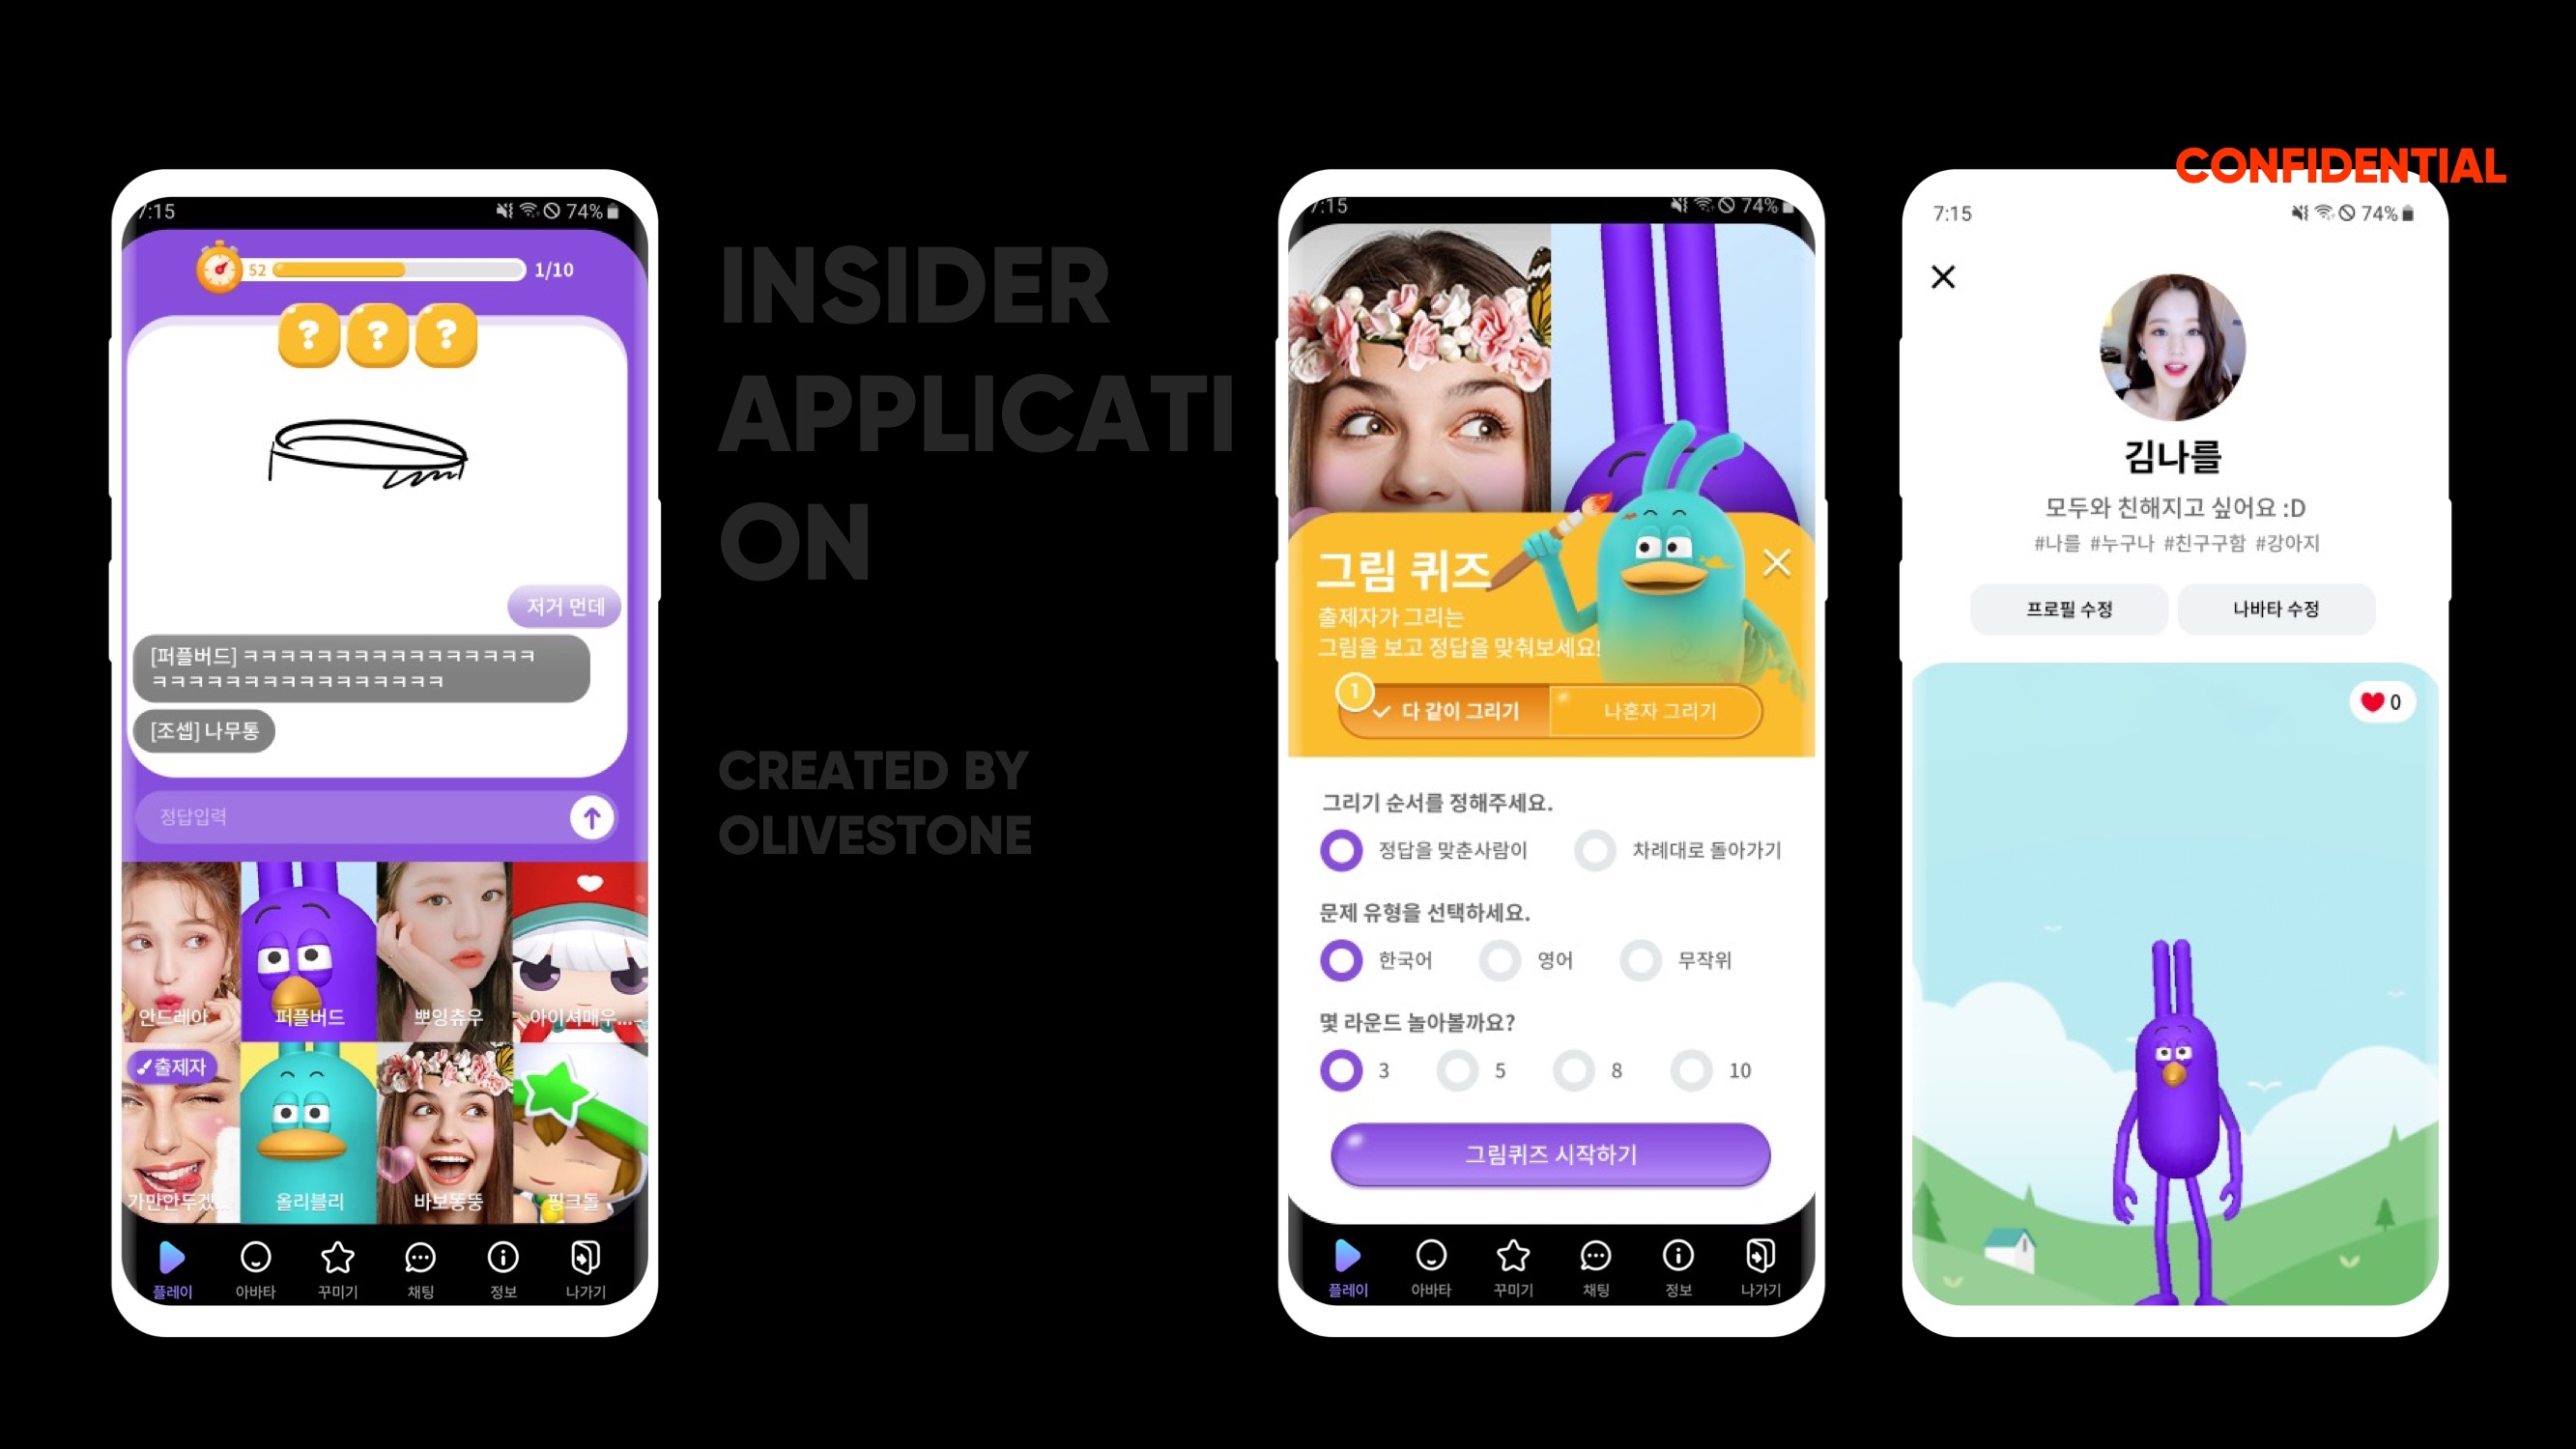 CONFIDENTIAL
INSIDER
APPLICATI
ON
CREATED BY
OLIVESTONE
7:15
74%
52
1/10
? ? ?
저거 먼데
[퍼플버드] ㅋㅋㅋㅋㅋㅋㅋㅋㅋㅋㅋㅋㅋㅋㅋㅋ
ㅋㅋㅋㅋㅋㅋㅋㅋㅋㅋㅋㅋㅋㅋㅋㅋ
[조셉] 나무통
정답입력
안드레아
퍼플버드
뽀잉츄우
아이셔매우...
출제자
가만안두겠...
올리블리
바보똥뚱
핑크돌
플레이
아바타
꾸미기
채팅
정보
나가기
7:15
74%
그림 퀴즈
출제자가 그리는
그림을 보고 정답을 맞춰보세요!
1
다 같이 그리기
나혼자 그리기
그리기 순서를 정해주세요.
정답을 맞춘사람이
차례대로 돌아가기
문제 유형을 선택하세요.
한국어
영어
무작위
몇 라운드 놀아볼까요?
3
5
8
10
그림퀴즈 시작하기
플레이
아바타
꾸미기
채팅
정보
나가기
7:15
74%
김나를
모두와 친해지고 싶어요 :D
#나를 #누구나 #친구구함 #강아지
프로필 수정
나바타 수정
0